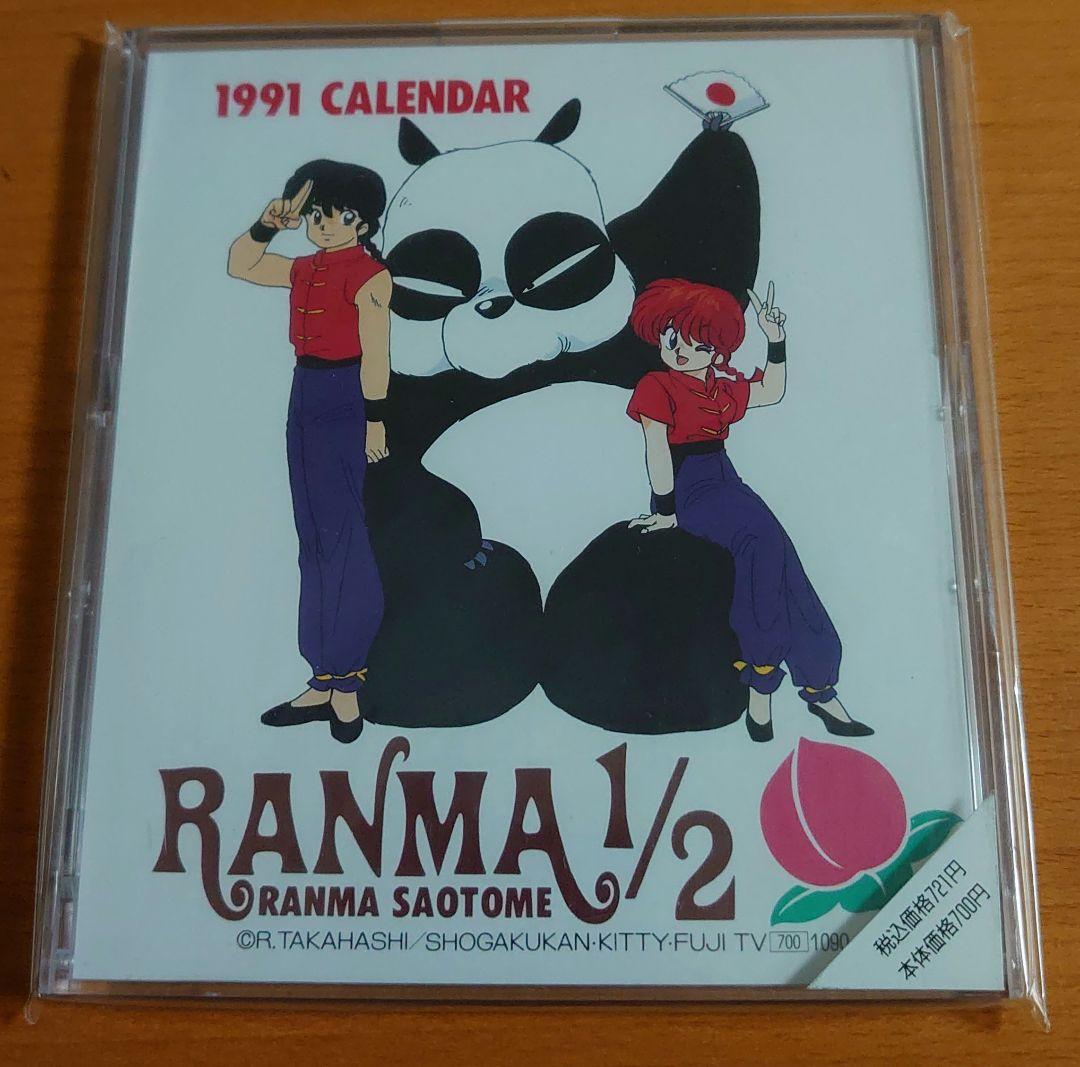 1991 CALENDAR
RANMA 1/2
RANMA SAOTOME
©R.TAKAHASHI/SHOGAKUKAN·KITTY·FUJI TV 700 1090
税込価格721円
本体価格700円